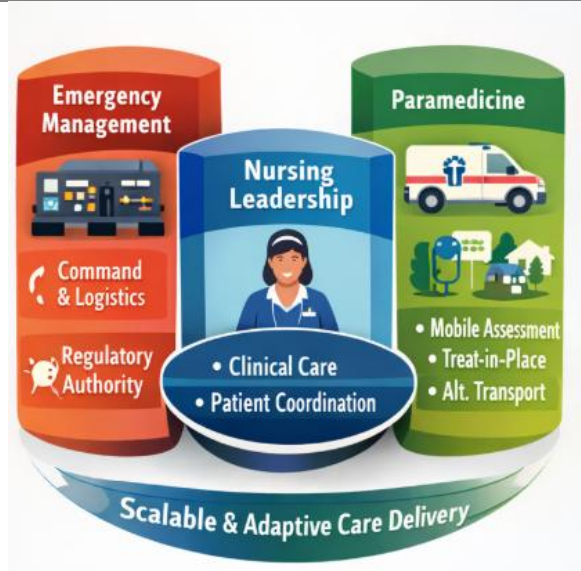 Emergency
Management
Command
& Logistics
Regulatory
Authority
Nursing
Leadership
• Clinical Care
• Patient Coordination
Paramedicine
• Mobile Assessment
• Treat-in-Place
• Alt. Transport
Scalable & Adaptive Care Delivery